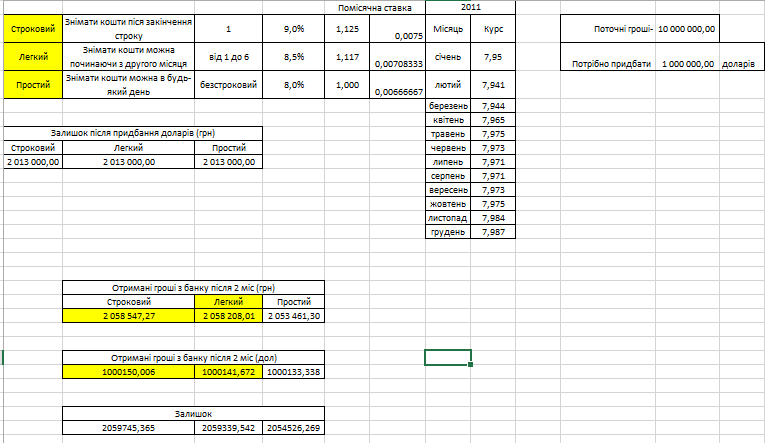 Помісячна ставка 2011
Строковий Знімати кошти піся закінчення строку 1 9,0% 1,125 0,0075 Місяць Курс Поточні гроші- 10 000 000,00
Легкий Знімати кошти можна починаючи з другого місяця від 1 до 6 8,5% 1,117 0,00708333 січень 7,95 Потрібно придбати 1 000 000,00 доларів
Простий Знімати кошти можна в будь-який день безстроковий 8,0% 1,000 0,00666667 лютий 7,941
березень 7,944
квітень 7,965
Залишок після придбання доларів (грн) травень 7,975
Строковий Легкий Простий червень 7,973
2 013 000,00 2 013 000,00 2 013 000,00 липень 7,971
серпень 7,971
вересень 7,973
жовтень 7,975
листопад 7,984
грудень 7,987
Отримані гроші з банку після 2 міс (грн)
Строковий Легкий Простий
2 058 547,27 2 058 208,01 2 053 461,30
Отримані гроші з банку після 2 міс (дол)
1000150,006 1000141,672 1000133,338
Залишок
2059745,365 2059339,542 2054526,269